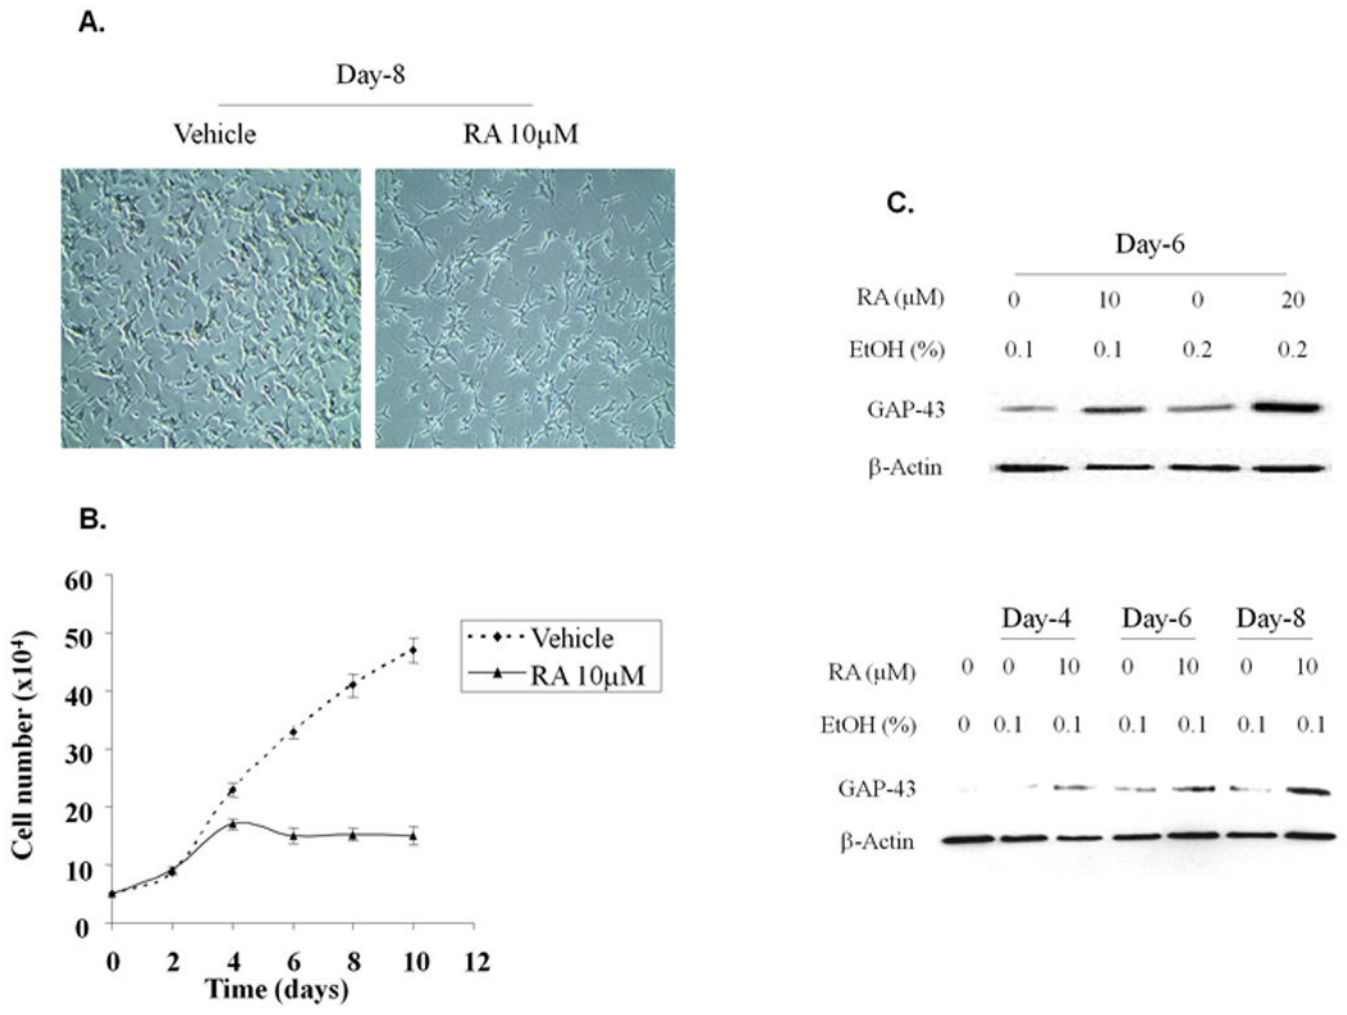 A.
Day-8
Vehicle RA 10µM
B.
60
50
40
30
20
10
0
Cell number (x10⁴)
0 2 4 6 8 10 12
Time (days)
Vehicle
RA 10µM
C.
Day-6
RA (µM) 0 10 0 20
EtOH (%) 0.1 0.1 0.2 0.2
GAP-43
β-Actin
Day-4 Day-6 Day-8
RA (µM) 0 0 10 0 10 0 10
EtOH (%) 0 0.1 0.1 0.1 0.1 0.1 0.1
GAP-43
β-Actin